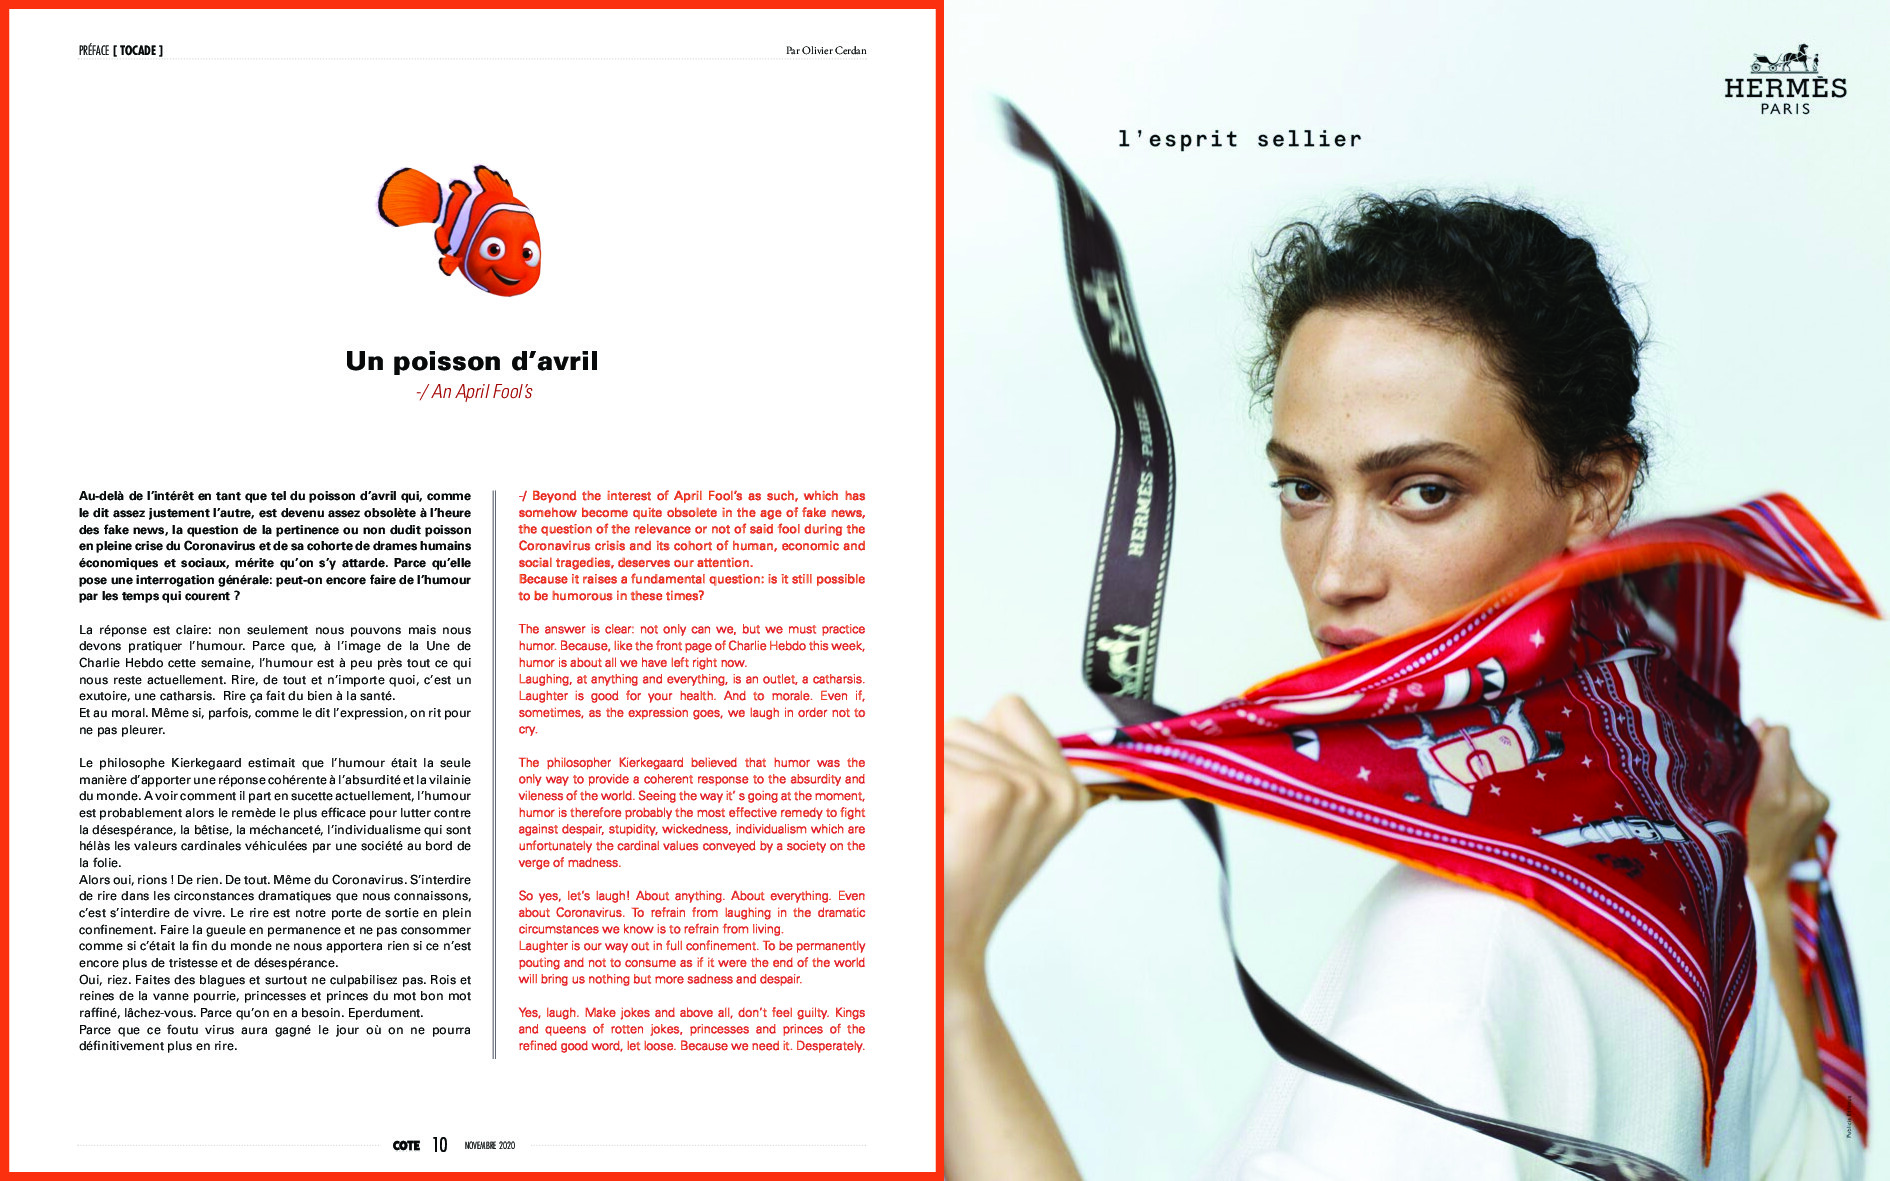 PRÉFACE [ TOCADE ]
Par Olivier Cerdan
Un poisson d'avril
-/ An April Fool's
Au-delà de l'intérêt en tant que tel du poisson d'avril qui, comme
le dit assez justement l'autre, est devenu assez obsolète à l'heure
des fake news, la question de la pertinence ou non dudit poisson
en pleine crise du Coronavirus et de sa cohorte de drames humains
économiques et sociaux, mérite qu'on s'y attarde. Parce qu'elle
pose une interrogation générale: peut-on encore faire de l'humour
par les temps qui courent ?
La réponse est claire: non seulement nous pouvons mais nous
devons pratiquer l'humour. Parce que, à l'image de la Une de
Charlie Hebdo cette semaine, l'humour est à peu près tout ce qui
nous reste actuellement. Rire, de tout et n'importe quoi, c'est un
exutoire, une catharsis. Rire ça fait du bien à la santé.
Et au moral. Même si, parfois, comme le dit l'expression, on rit pour
ne pas pleurer.
Le philosophe Kierkegaard estimait que l'humour était la seule
manière d'apporter une réponse cohérente à l'absurdité et la vilainie
du monde. A voir comment il part en sucette actuellement, l'humour
est probablement alors le remède le plus efficace pour lutter contre
la désespérance, la bêtise, la méchanceté, l'individualisme qui sont
hélàs les valeurs cardinales véhiculées par une société au bord de
la folie.
Alors oui, rions ! De rien. De tout. Même du Coronavirus. S'interdire
de rire dans les circonstances dramatiques que nous connaissons,
c'est s'interdire de vivre. Le rire est notre porte de sortie en plein
confinement. Faire la gueule en permanence et ne pas consommer
comme si c'était la fin du monde ne nous apportera rien si ce n'est
encore plus de tristesse et de désespérance.
Oui, riez. Faites des blagues et surtout ne culpabilisez pas. Rois et
reines de la vanne pourrie, princesses et princes du mot bon mot
raffiné, lâchez-vous. Parce qu'on en a besoin. Eperdument.
Parce que ce foutu virus aura gagné le jour où on ne pourra
définitivement plus en rire.
-/ Beyond the interest of April Fool's as such, which has
somehow become quite obsolete in the age of fake news,
the question of the relevance or not of said fool during the
Coronavirus crisis and its cohort of human, economic and
social tragedies, deserves our attention.
Because it raises a fundamental question: is it still possible
to be humorous in these times?
The answer is clear: not only can we, but we must practice
humor. Because, like the front page of Charlie Hebdo this week,
humor is about all we have left right now.
Laughing, at anything and everything, is an outlet, a catharsis.
Laughter is good for your health. And to morale. Even if,
sometimes, as the expression goes, we laugh in order not to
cry.
The philosopher Kierkegaard believed that humor was the
only way to provide a coherent response to the absurdity and
vileness of the world. Seeing the way it' s going at the moment,
humor is therefore probably the most effective remedy to fight
against despair, stupidity, wickedness, individualism which are
unfortunately the cardinal values conveyed by a society on the
verge of madness.
So yes, let's laugh! About anything. About everything. Even
about Coronavirus. To refrain from laughing in the dramatic
circumstances we know is to refrain from living.
Laughter is our way out in full confinement. To be permanently
pouting and not to consume as if it were the end of the world
will bring us nothing but more sadness and despair.
Yes, laugh. Make jokes and above all, don't feel guilty. Kings
and queens of rotten jokes, princesses and princes of the
refined good word, let loose. Because we need it. Desperately.
COTE 10 NOVEMBRE 2020
HERMÈS
PARIS
l'esprit sellier
HERMÈS-PARIS